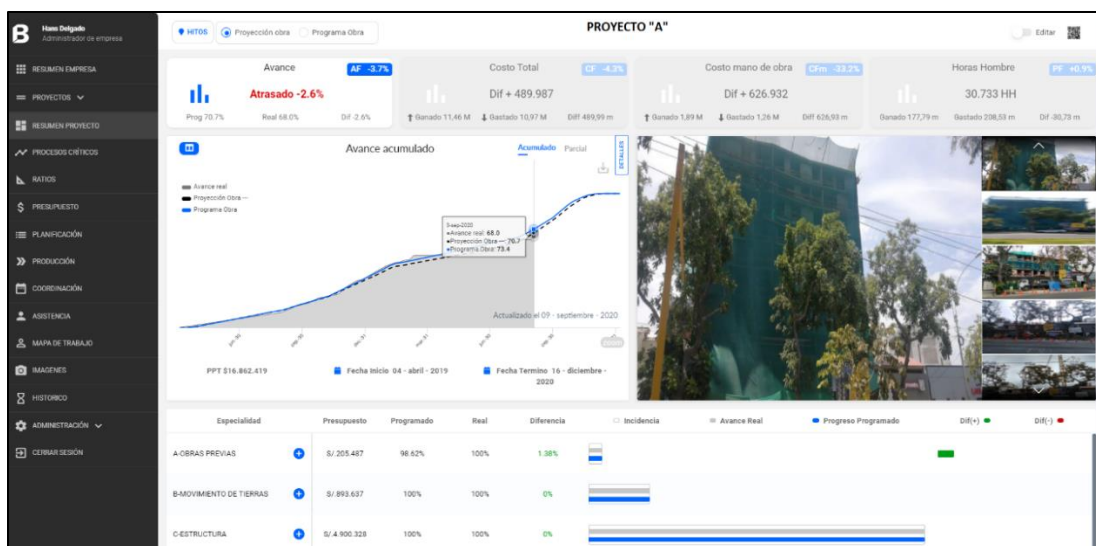 B
Hans Delgado
Administrador de empresa
RESUMEN EMPRESA
PROYECTOS
RESUMEN PROYECTO
PROCESOS CRÍTICOS
RATIOS
PRESUPUESTO
PLANIFICACIÓN
PRODUCCIÓN
COORDINACIÓN
ASISTENCIA
MAPA DE TRABAJO
IMAGENES
HISTORICO
ADMINISTRACIÓN
CERRAR SESIÓN
HITOS Proyección obra Programa Obra
PROYECTO "A"
Editar
Avance AF -3.7%
Atrasado -2.6%
Prog 70.7% Real 68.0% Dif -2.6%
Costo Total CF -4.3%
Dif + 489.987
Ganado 11,46 M Gastado 10,97 M Diff 489,99 m
Costo mano de obra CFm -33.2%
Dif + 626.932
Ganado 1,89 M Gastado 1,26 M Diff 626,93 m
Horas Hombre PF +0.9%
30.733 HH
Ganado 177,79 m Gastado 208,53 m Dif -30,73 m
Avance acumulado
Acumulado Parcial
DETALLES
Avance real
Proyección Obra ---
Programa Obra
9-sep-2020
Avance real: 68.0
Proyección Obra ---: 70.7
Programa Obra: 73.4
Actualizado el 09 - septiembre - 2020
zoom
PPT $16.862.419
Fecha Inicio 04 - abril - 2019
Fecha Termino 16 - diciembre -
2020
Especialidad Presupuesto Programado Real Diferencia Incidencia Avance Real Progreso Programado Dif(+) Dif(-)
A-OBRAS PREVIAS S/.205.487 98.62% 100% 1.38%
B-MOVIMIENTO DE TIERRAS S/.893.637 100% 100% 0%
C-ESTRUCTURA S/.4.900.328 100% 100% 0%